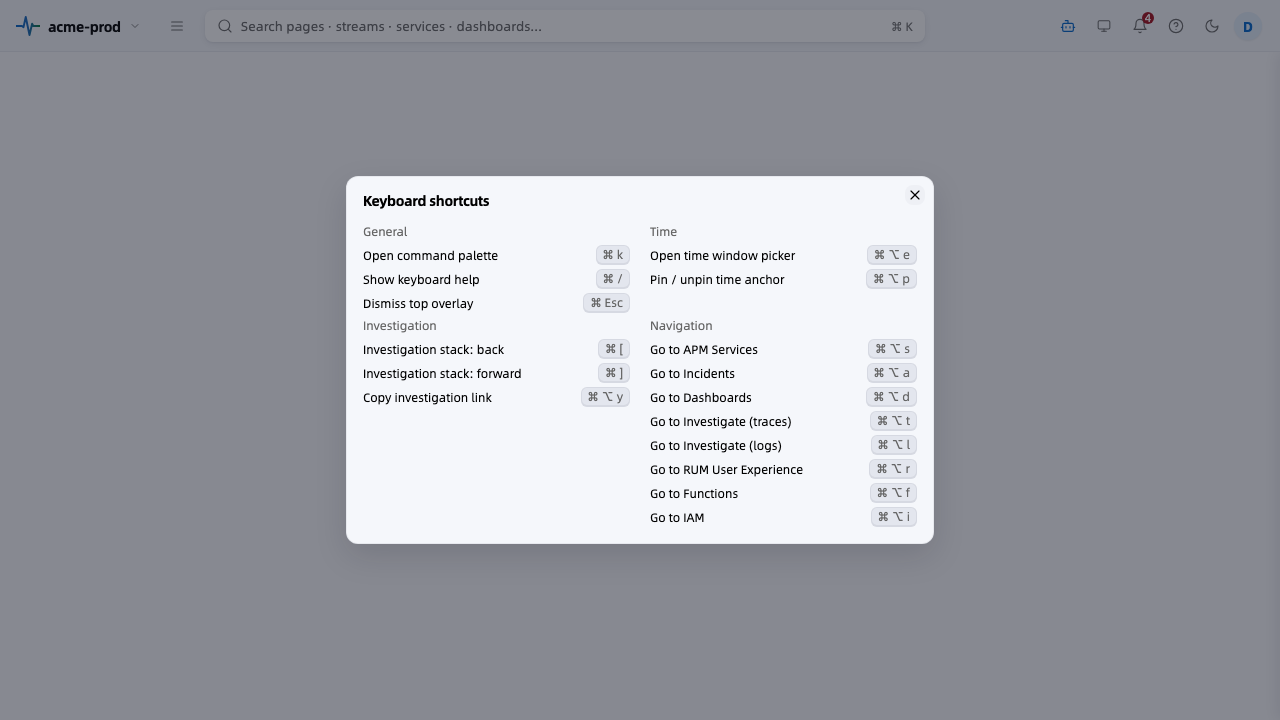 acme-prod
Search pages · streams · services · dashboards...
⌘ K
4
D
Keyboard shortcuts
General
Open command palette ⌘ k
Show keyboard help ⌘ /
Dismiss top overlay ⌘ Esc
Time
Open time window picker ⌘ ⌥ e
Pin / unpin time anchor ⌘ ⌥ p
Investigation
Investigation stack: back ⌘ [
Investigation stack: forward ⌘ ]
Copy investigation link ⌘ ⌥ y
Navigation
Go to APM Services ⌘ ⌥ s
Go to Incidents ⌘ ⌥ a
Go to Dashboards ⌘ ⌥ d
Go to Investigate (traces) ⌘ ⌥ t
Go to Investigate (logs) ⌘ ⌥ l
Go to RUM User Experience ⌘ ⌥ r
Go to Functions ⌘ ⌥ f
Go to IAM ⌘ ⌥ i